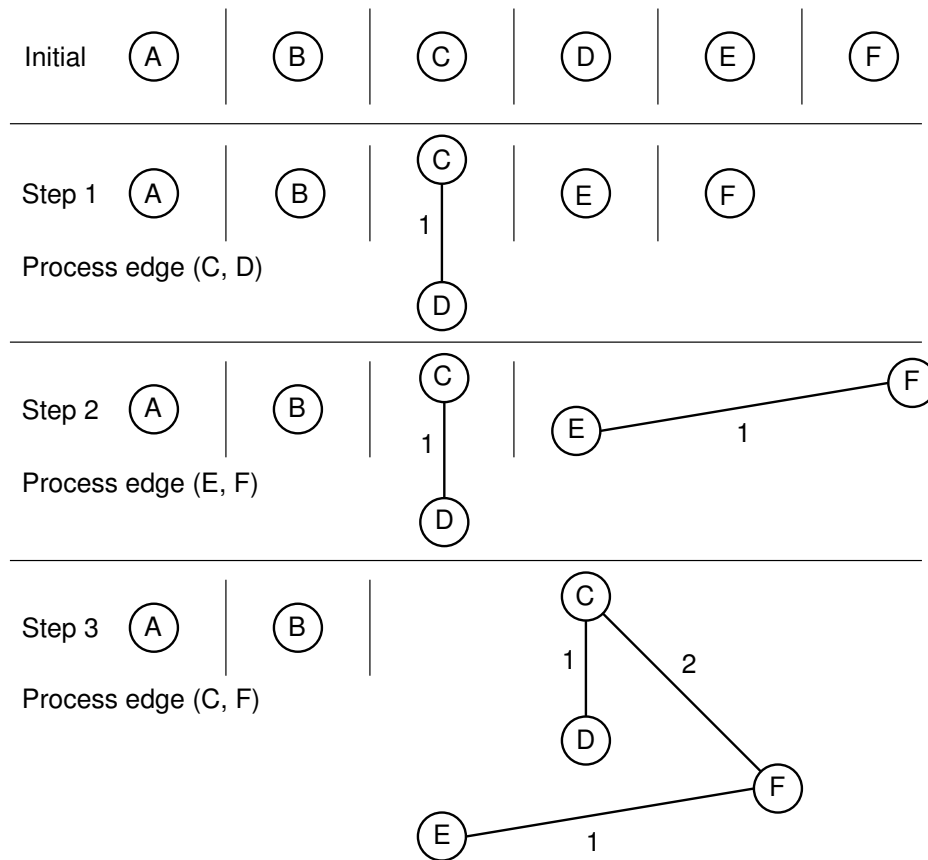 Initial A B C D E F
C
Step 1 A B E F
1
Process edge (C, D)
D
C F
Step 2 A B E
1 1
Process edge (E, F)
D
C
Step 3 A B
1 2
Process edge (C, F)
D
F
E
1